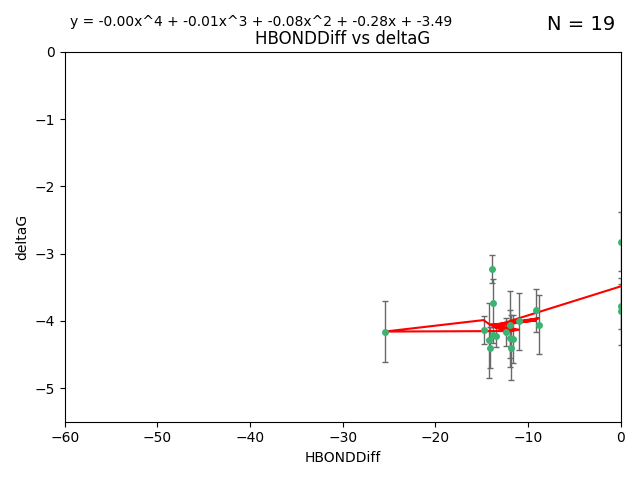 y = -0.00x^4 + -0.01x^3 + -0.08x^2 + -0.28x + -3.49
N = 19
HBONDDiff vs deltaG
0
−1
−2
−3
−4
−5
deltaG
−60 −50 −40 −30 −20 −10 0
HBONDDiff